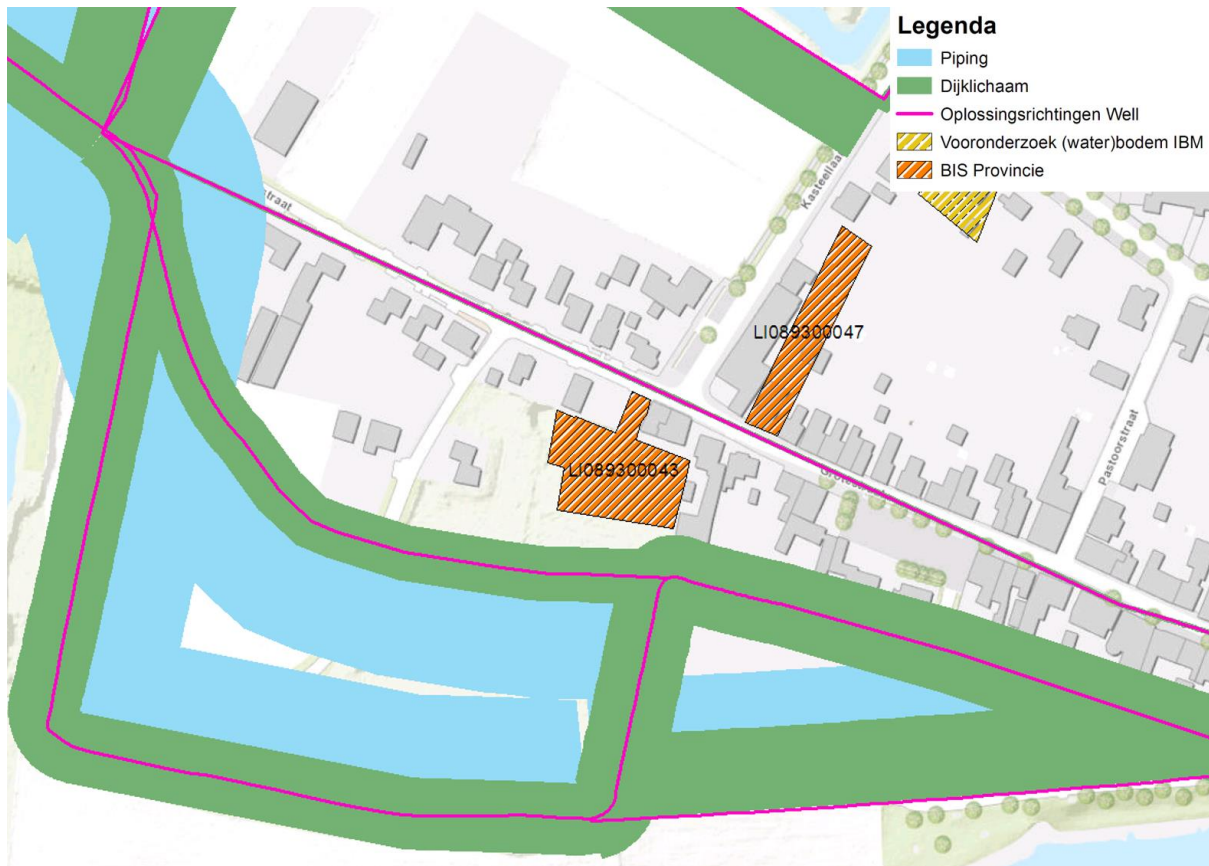 Legenda
Piping
Dijklichaam
Oplossingsrichtingen Well
Vooronderzoek (water)bodem IBM
BIS Provincie
Kasteellaa
straat
LI089300047
LI089300043
Pastoorstraat